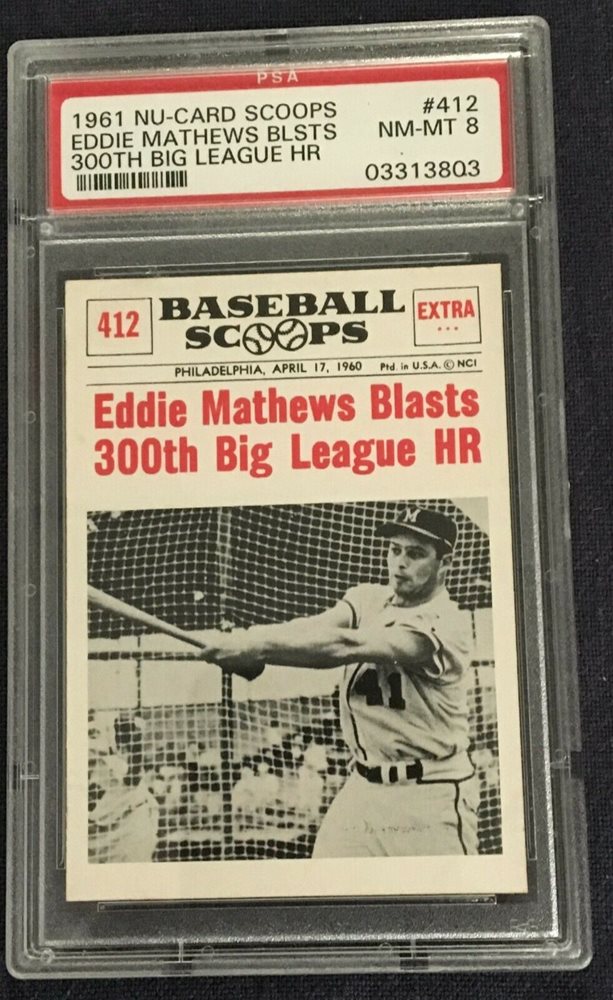 PSA
1961 NU-CARD SCOOPS #412
EDDIE MATHEWS BLSTS NM-MT 8
300TH BIG LEAGUE HR 03313803
412 BASEBALL SCOOPS EXTRA ...
PHILADELPHIA, APRIL 17, 1960 Ptd. in U.S.A. © NCI
Eddie Mathews Blasts
300th Big League HR
M
41